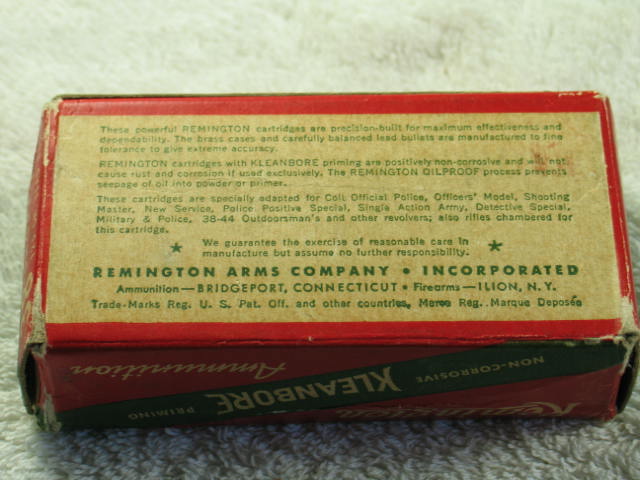 These powerful REMINGTON cartridges are precision-built for maximum effectiveness and
dependability. The brass cases and carefully balanced lead bullets are manufactured to fine
tolerance to give extreme accuracy.
REMINGTON cartridges with KLEANBORE priming are positively non-corrosive and will not
cause rust and corrosion if used exclusively. The REMINGTON OILPROOF process prevents
seepage of oil into powder or primer.
These cartridges are specially adapted for Colt Official Police, Officers' Model, Shooting
Master, New Service, Police Positive Special, Single Action Army, Detective Special,
Military & Police, 38-44 Outdoorsman's and other revolvers; also rifles chambered for
this cartridge.
★ We guarantee the exercise of reasonable care in ★
manufacture but assume no further responsibility.
REMINGTON ARMS COMPANY • INCORPORATED
Ammunition—BRIDGEPORT, CONNECTICUT • Firearms—ILION, N. Y.
Trade-Marks Reg. U. S. Pat. Off. and other countries, Marca Reg., Marque Deposée
Remington
NON-CORROSIVE KLEANBORE PRIMING
Ammunition